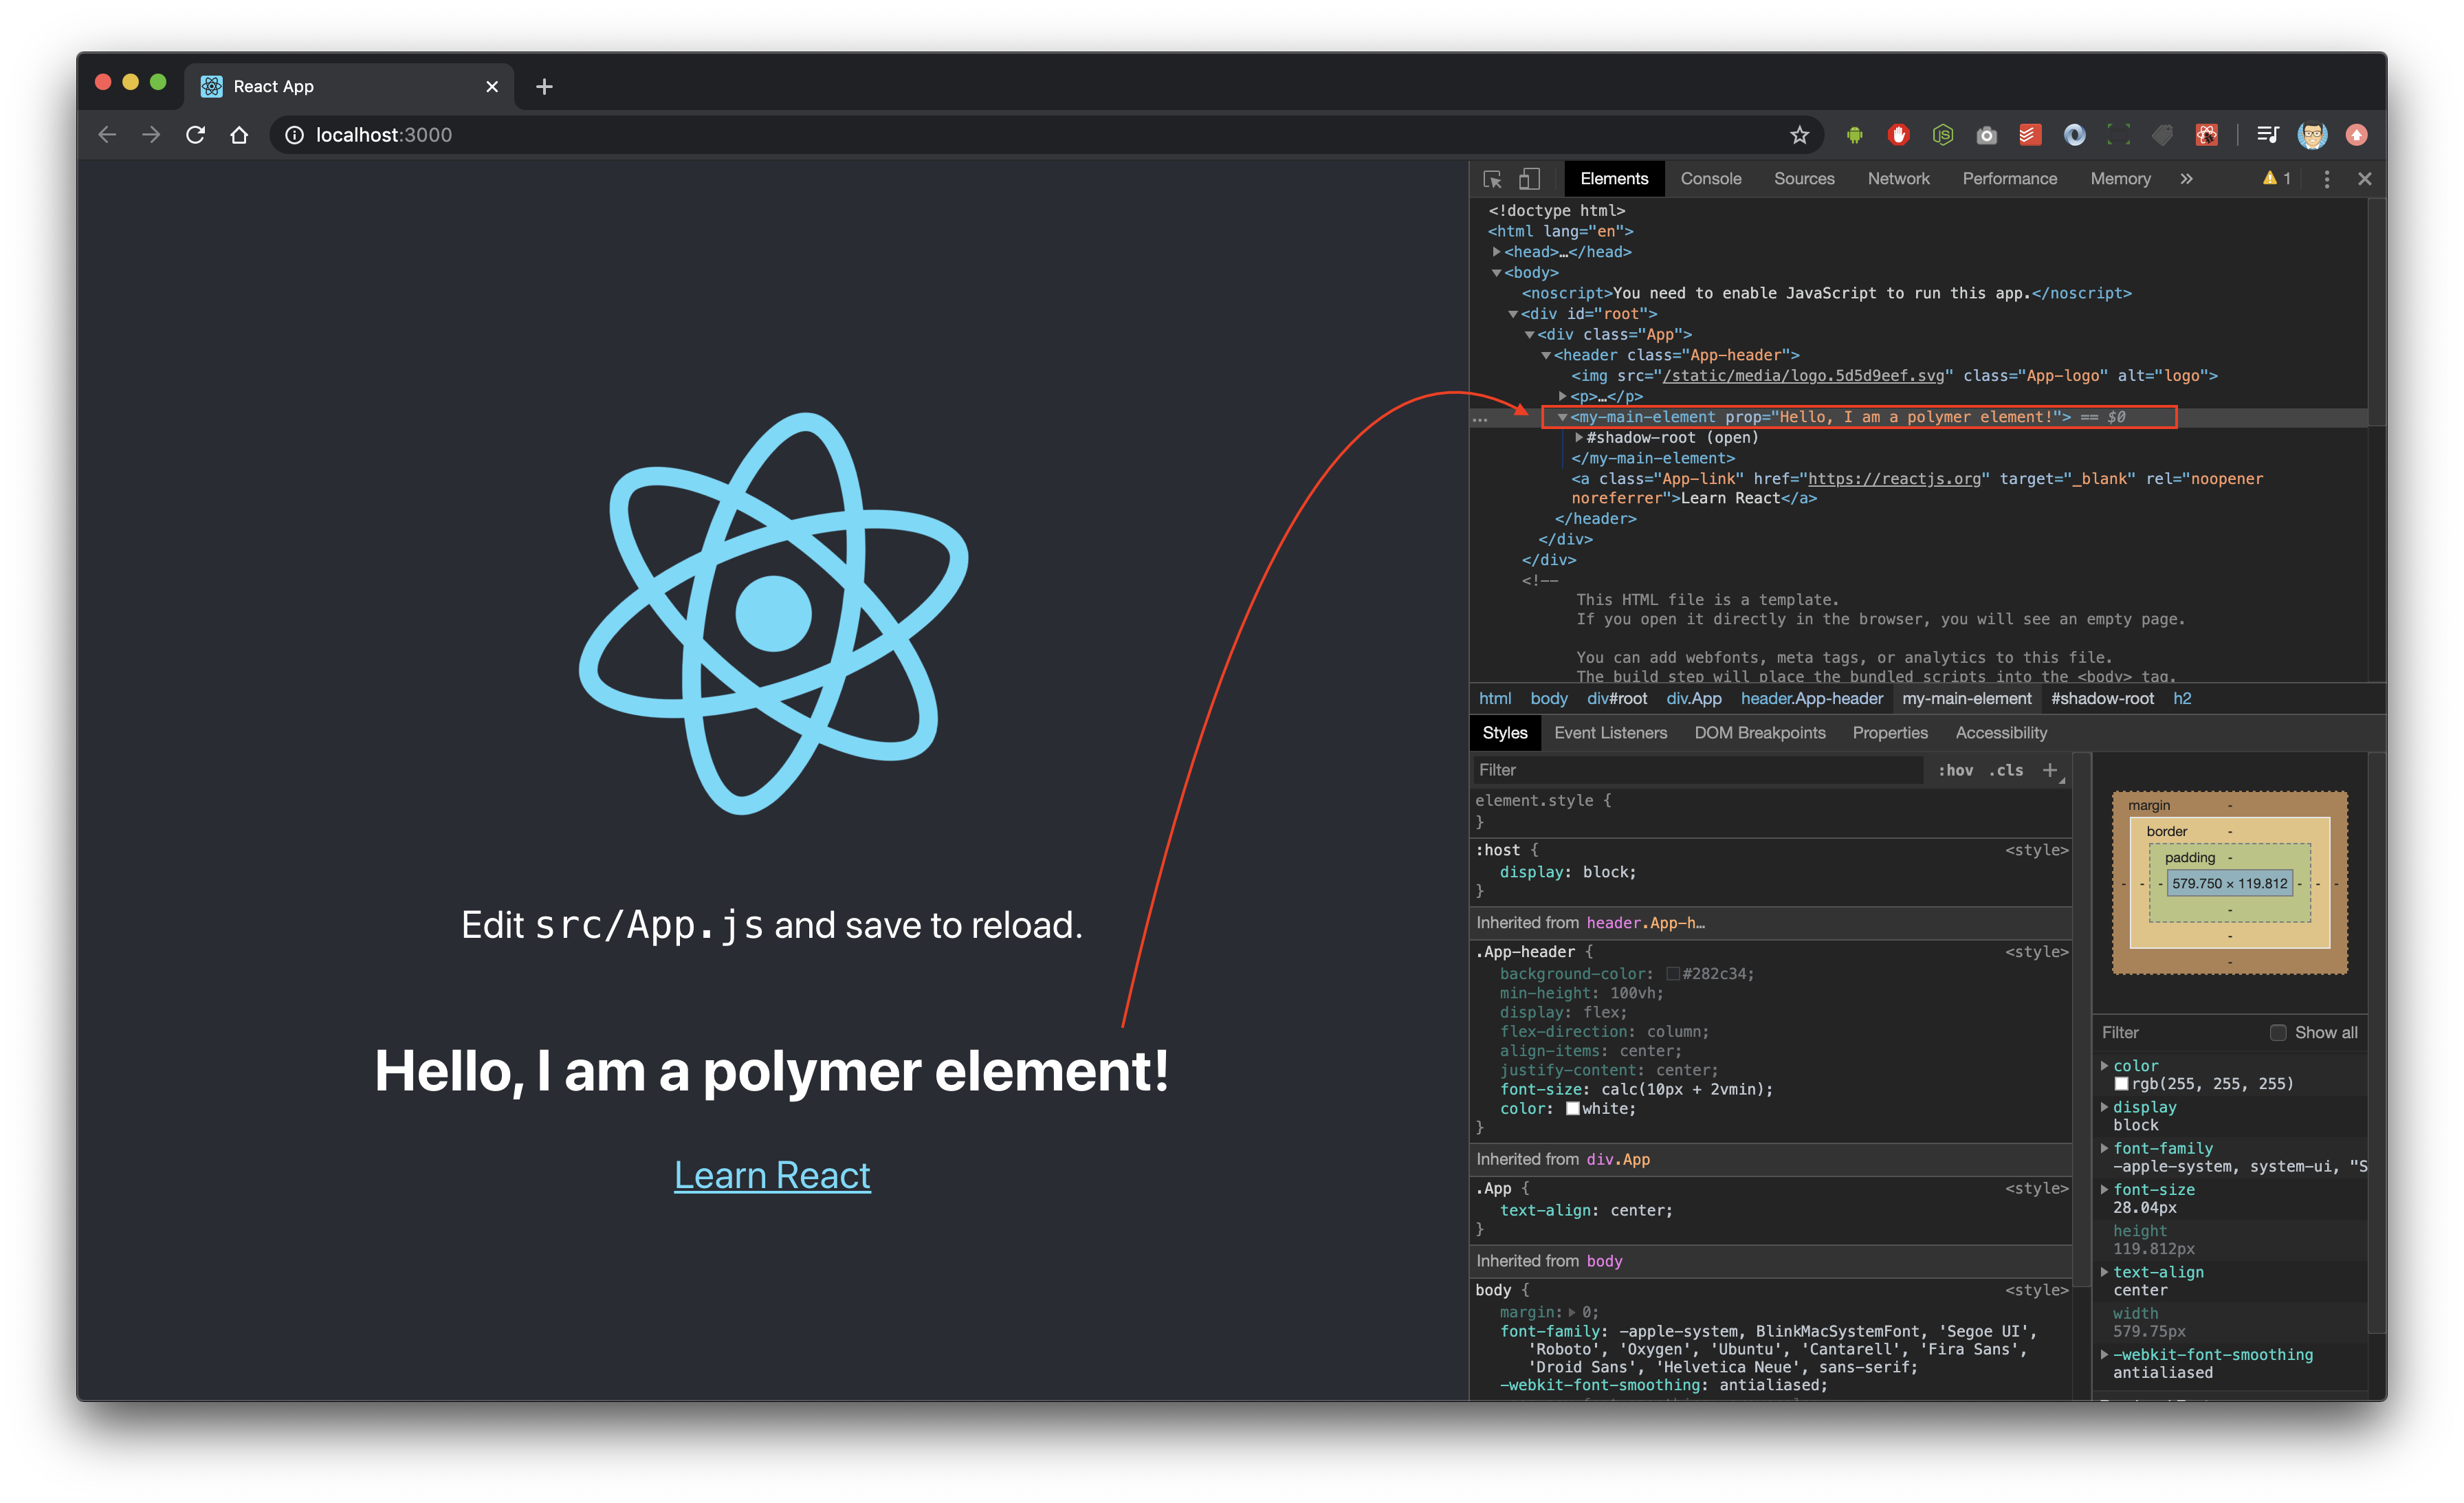 React App
localhost:3000
Elements Console Sources Network Performance Memory » 1
<!doctype html>
<html lang="en">
<head>…</head>
<body>
<noscript>You need to enable JavaScript to run this app.</noscript>
<div id="root">
<div class="App">
<header class="App-header">
<img src="/static/media/logo.5d5d9eef.svg" class="App-logo" alt="logo">
<p>…</p>
<my-main-element prop="Hello, I am a polymer element!"> == $0
#shadow-root (open)
</my-main-element>
<a class="App-link" href="https://reactjs.org" target="_blank" rel="noopener
noreferrer">Learn React</a>
</header>
</div>
</div>
<!--
This HTML file is a template.
If you open it directly in the browser, you will see an empty page.
You can add webfonts, meta tags, or analytics to this file.
The build step will place the bundled scripts into the <body> tag.
html body div#root div.App header.App-header my-main-element #shadow-root h2
Styles Event Listeners DOM Breakpoints Properties Accessibility
Filter :hov .cls +
element.style {
}
:host { <style>
display: block;
}
Inherited from header.App-h…
.App-header { <style>
background-color: #282c34;
min-height: 100vh;
display: flex;
flex-direction: column;
align-items: center;
justify-content: center;
font-size: calc(10px + 2vmin);
color: white;
}
Inherited from div.App
.App { <style>
text-align: center;
}
Inherited from body
body { <style>
margin: 0;
font-family: -apple-system, BlinkMacSystemFont, 'Segoe UI',
'Roboto', 'Oxygen', 'Ubuntu', 'Cantarell', 'Fira Sans',
'Droid Sans', 'Helvetica Neue', sans-serif;
-webkit-font-smoothing: antialiased;
margin -
border -
padding -
- - - 579.750 × 119.812 - - -
-
-
-
Filter Show all
color
rgb(255, 255, 255)
display
block
font-family
-apple-system, system-ui, "S
font-size
28.04px
height
119.812px
text-align
center
width
579.75px
-webkit-font-smoothing
antialiased
Edit src/App.js and save to reload.
Hello, I am a polymer element!
Learn React